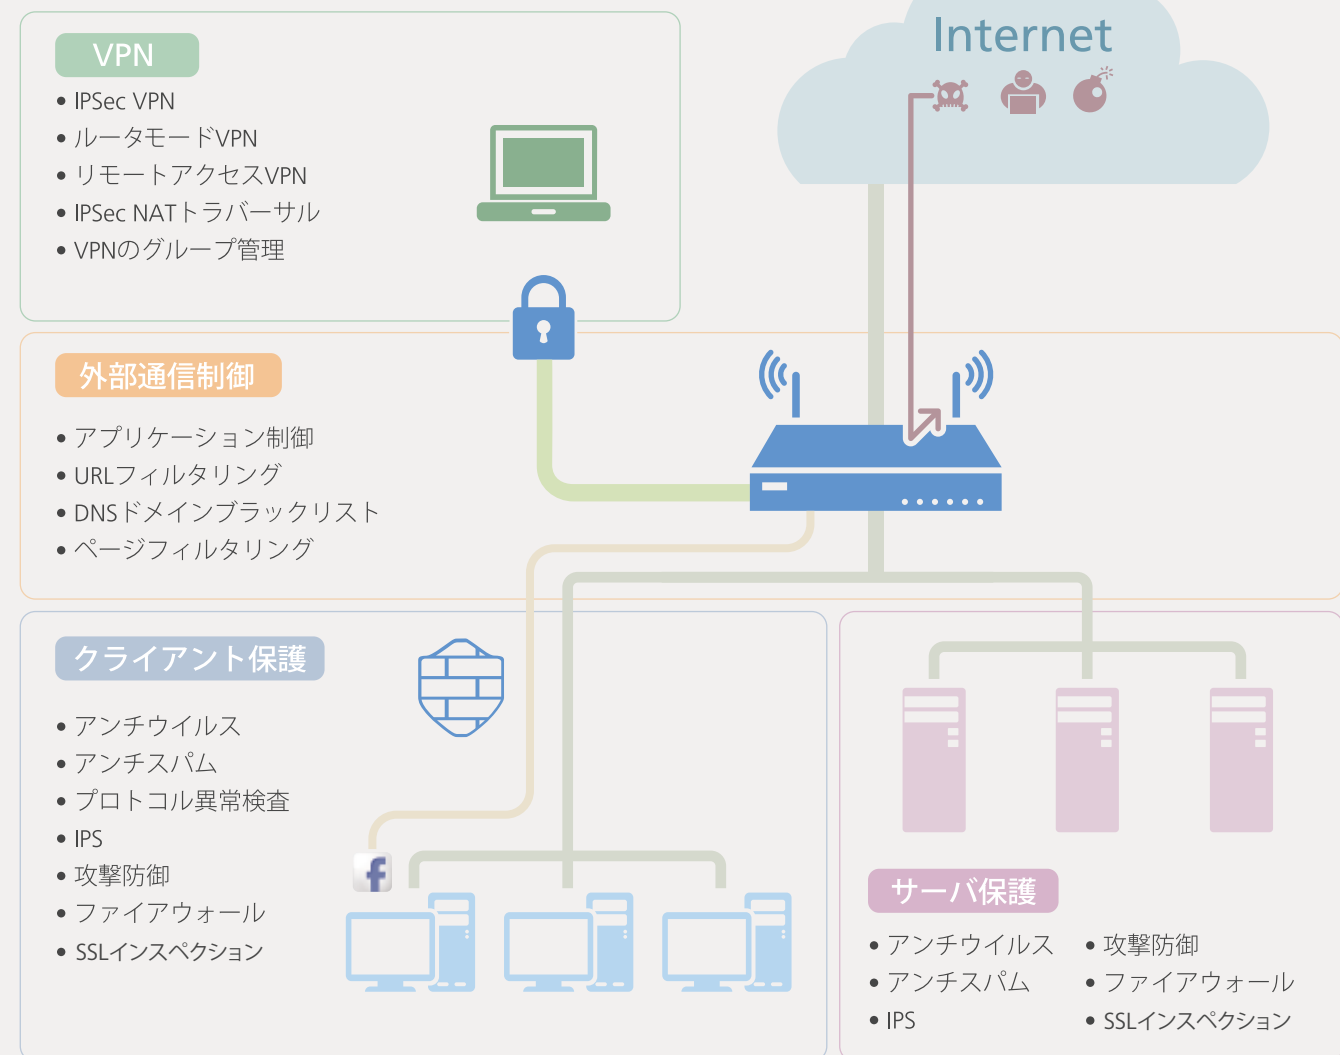 Internet
VPN
• IPSec VPN
• ルータモードVPN
• リモートアクセスVPN
• IPSec NATトラバーサル
• VPNのグループ管理
外部通信制御
• アプリケーション制御
• URLフィルタリング
• DNSドメインブラックリスト
• ページフィルタリング
クライアント保護
• アンチウイルス
• アンチスパム
• プロトコル異常検査
• IPS
• 攻撃防御
• ファイアウォール
• SSLインスペクション
f
サーバ保護
• アンチウイルス
• アンチスパム
• IPS
• 攻撃防御
• ファイアウォール
• SSLインスペクション